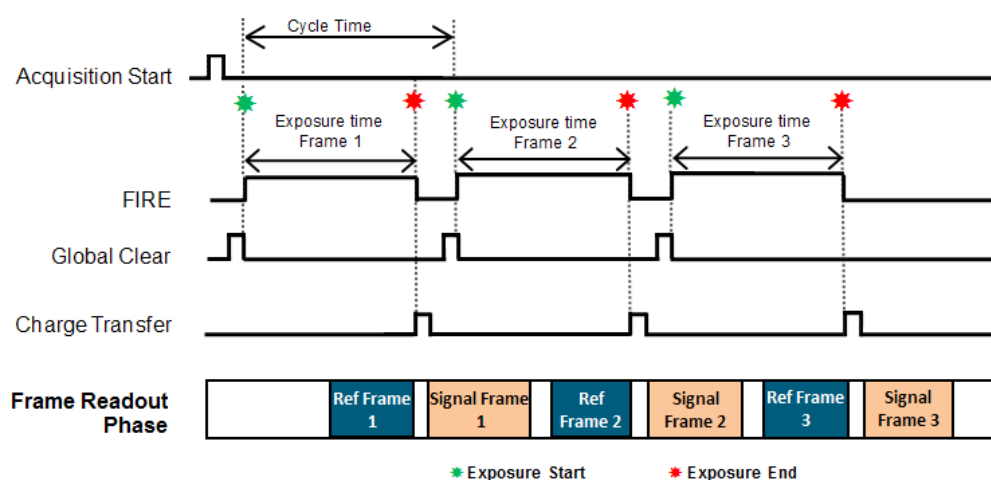 Cycle Time
Acquisition Start
Exposure time
Frame 1
Exposure time
Frame 2
Exposure time
Frame 3
FIRE
Global Clear
Charge Transfer
Frame Readout
Phase
Ref Frame
1
Signal Frame
1
Ref
Frame 2
Signal
Frame 2
Ref Frame
3
Signal
Frame 3
Exposure Start
Exposure End